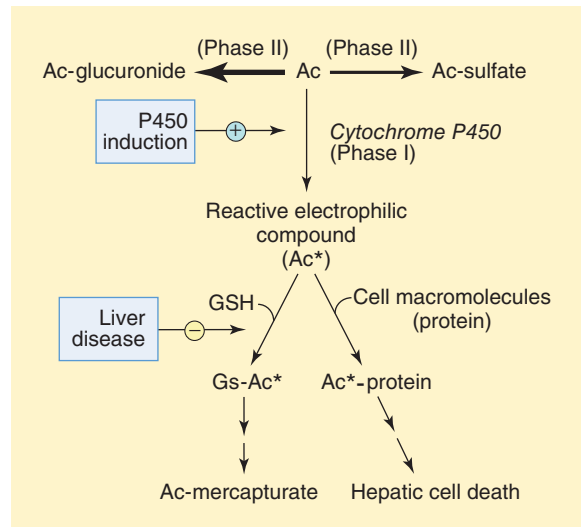 (Phase II) (Phase II)
Ac-glucuronide Ac Ac-sulfate
P450
induction
+
Cytochrome P450
(Phase I)
Reactive electrophilic
compound
(Ac*)
Liver
disease
−
GSH
Cell macromolecules
(protein)
Gs-Ac* Ac*-protein
Ac-mercapturate Hepatic cell death